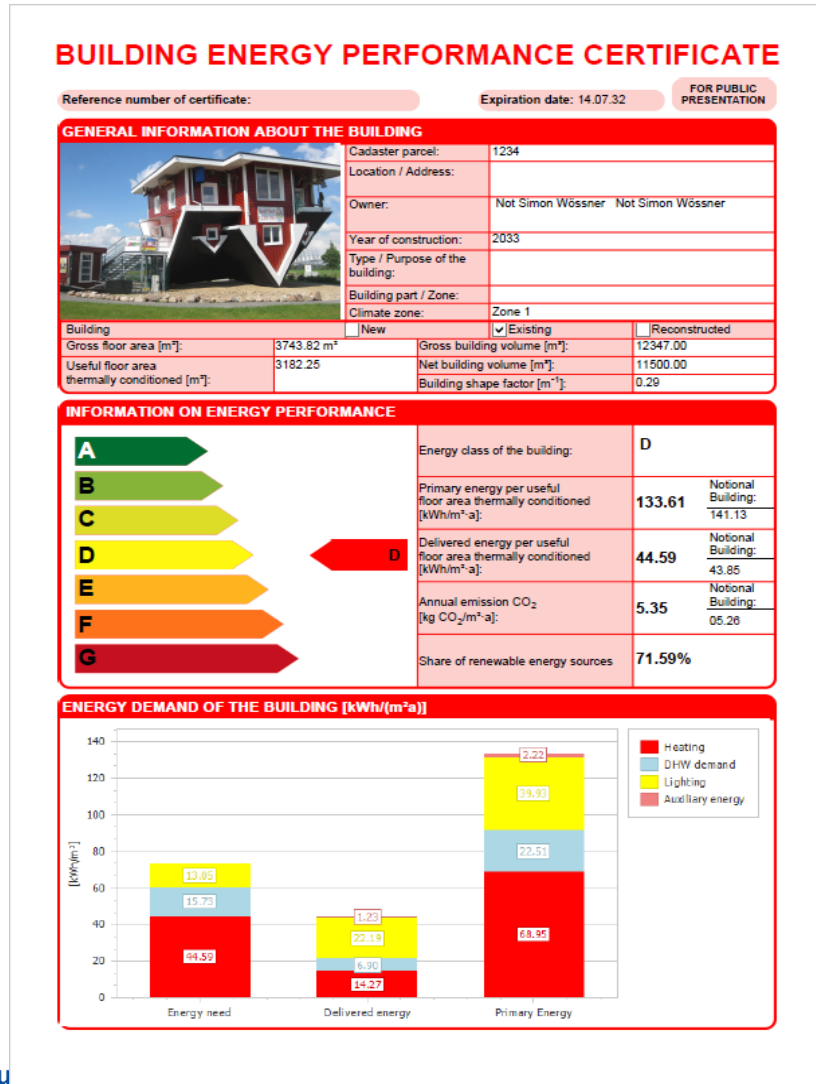 BUILDING ENERGY PERFORMANCE CERTIFICATE
Reference number of certificate:
Expiration date: 14.07.32
FOR PUBLIC
PRESENTATION
GENERAL INFORMATION ABOUT THE BUILDING
Cadaster parcel: 1234
Location / Address:
Owner: Not Simon Wössner Not Simon Wössner
Year of construction: 2033
Type / Purpose of the
building:
Building part / Zone:
Climate zone: Zone 1
Building New Existing Reconstructed
Gross floor area [m²]: 3743.82 m² Gross building volume [m³]: 12347.00
Useful floor area
thermally conditioned [m²]: 3182.25
Net building volume [m³]: 11500.00
Building shape factor [m⁻¹]: 0.29
INFORMATION ON ENERGY PERFORMANCE
A
B
C
D
E
F
G
D
Energy class of the building: D
Primary energy per useful
floor area thermally conditioned
[kWh/m²·a]:
133.61
Notional
Building:
141.13
Delivered energy per useful
floor area thermally conditioned
[kWh/m²·a]:
44.59
Notional
Building:
43.85
Annual emission CO₂
[kg CO₂/m²·a]:
5.35
Notional
Building:
05.26
Share of renewable energy sources 71.59%
ENERGY DEMAND OF THE BUILDING [kWh/(m²a)]
[kWh/m²]
140
120
100
80
60
40
20
0
13.05
15.73
44.59
1.23
22.19
6.90
14.27
2.22
39.93
22.51
68.95
Energy need
Delivered energy
Primary Energy
Heating
DHW demand
Lighting
Auxiliary energy
u